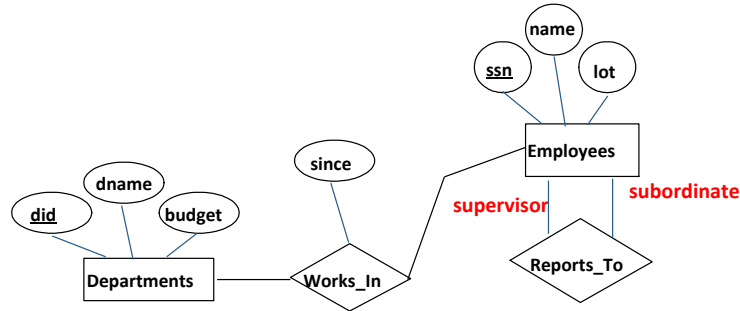 name
ssn
lot
Employees
since
dname
did
budget
supervisor
subordinate
Departments
Works_In
Reports_To